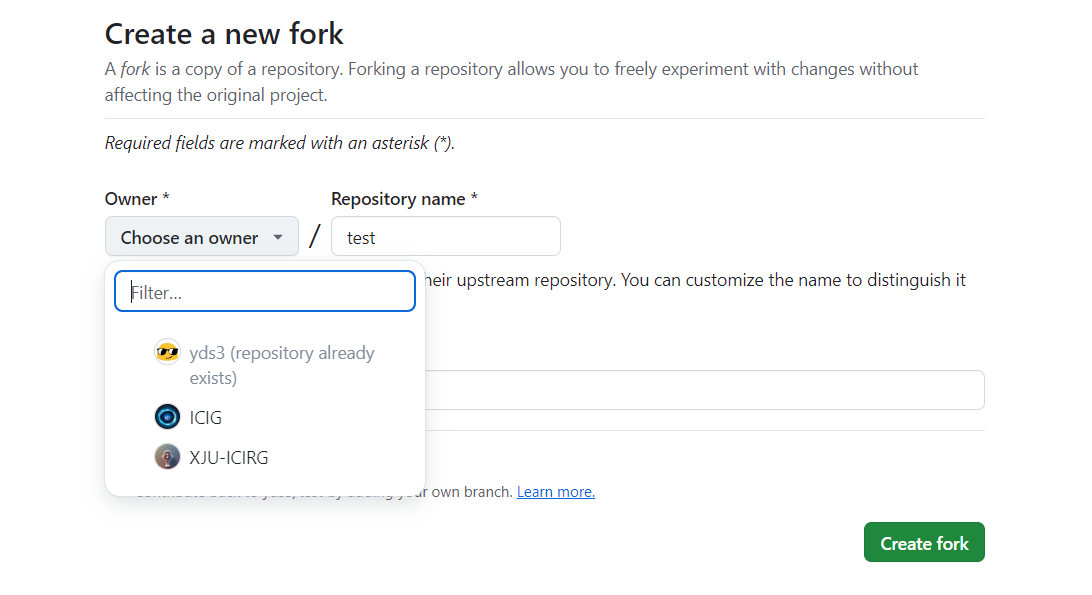 Create a new fork
A fork is a copy of a repository. Forking a repository allows you to freely experiment with changes without
affecting the original project.
Required fields are marked with an asterisk (*).
Owner * Repository name *
Choose an owner / test
heir upstream repository. You can customize the name to distinguish it
Filter...
yds3 (repository already
exists)
ICIG
XJU-ICIRG
own branch. Learn more.
Create fork